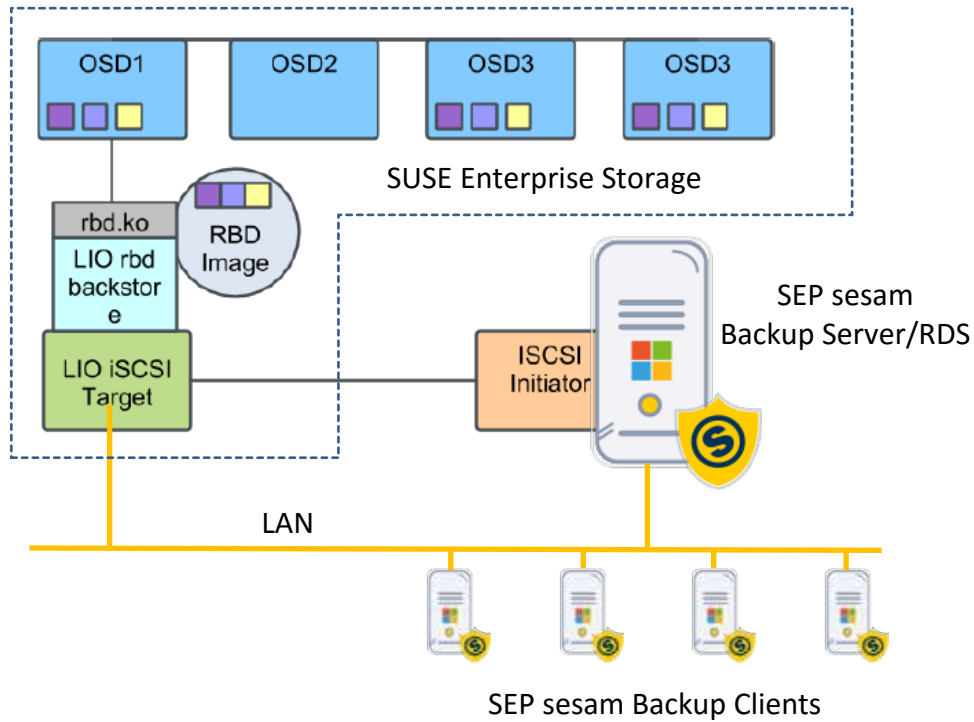 OSD1
OSD2
OSD3
OSD3
SUSE Enterprise Storage
rbd.ko
RBD
Image
LIO rbd
backstor
e
LIO iSCSI
Target
ISCSI
Initiator
SEP sesam
Backup Server/RDS
LAN
SEP sesam Backup Clients